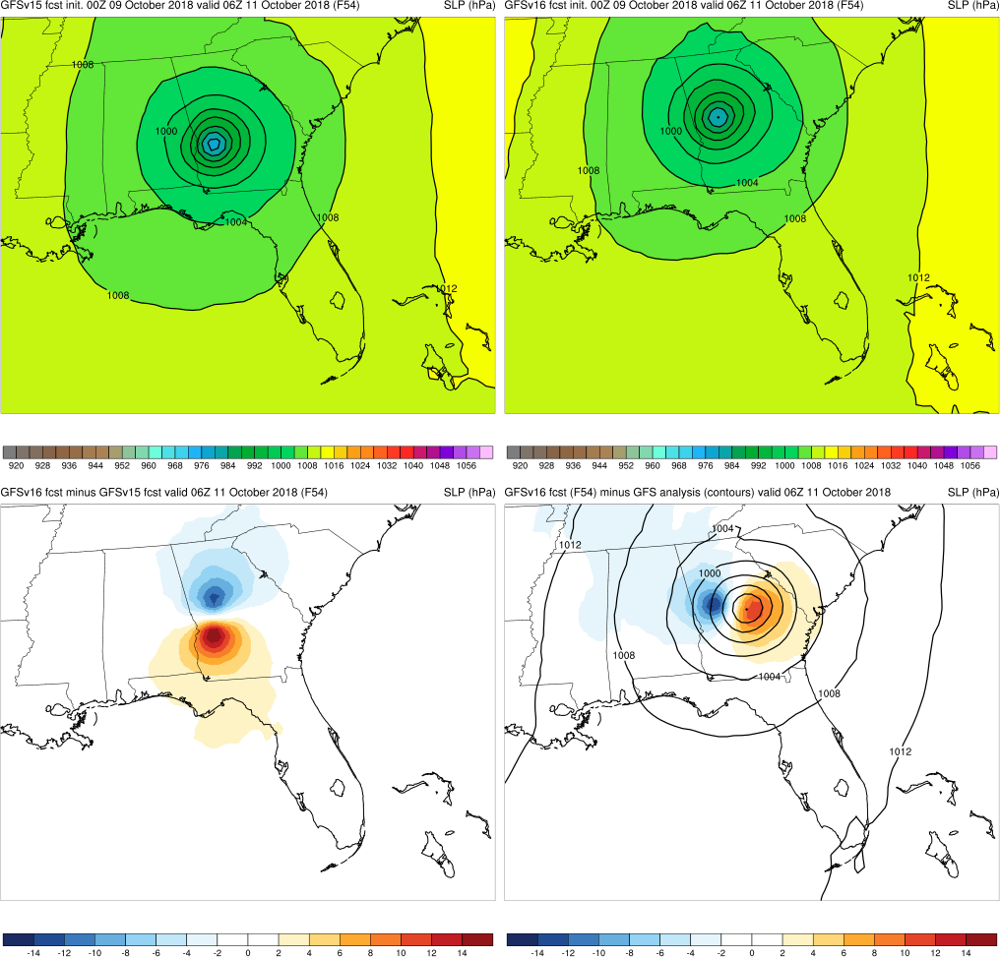 GFSv15 fcst init. 00Z 09 October 2018 valid 06Z 11 October 2018 (F54) SLP (hPa)
1008
1000
1004
1008
1008
1012
920 928 936 944 952 960 968 976 984 992 1000 1008 1016 1024 1032 1040 1048 1056
GFSv16 fcst init. 00Z 09 October 2018 valid 06Z 11 October 2018 (F54) SLP (hPa)
1000
1008
1004
1008
1012
920 928 936 944 952 960 968 976 984 992 1000 1008 1016 1024 1032 1040 1048 1056
GFSv16 fcst minus GFSv15 fcst valid 06Z 11 October 2018 (F54) SLP (hPa)
-14 -12 -10 -8 -6 -4 -2 0 2 4 6 8 10 12 14
GFSv16 fcst (F54) minus GFS analysis (contours) valid 06Z 11 October 2018 SLP (hPa)
1004
1012
1000
1008
1004
1008
1012
-14 -12 -10 -8 -6 -4 -2 0 2 4 6 8 10 12 14